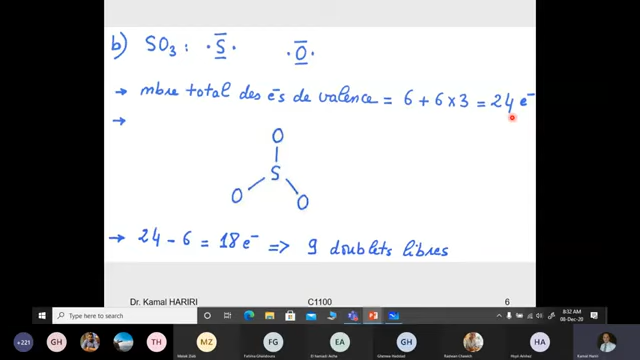 6
b) SO₃ : · S · · O ·
→ nbre total des e⁻s de valence = 6 + 6 × 3 = 24 e⁻
→
O
S
O O
→ 24 - 6 = 18 e⁻ => 9 doublets libres
Dr. Kamal HARIRI C1100 6
Type here to search
8:32 AM
08-Dec-20
+221 GH TH MZ FG EA GH HA